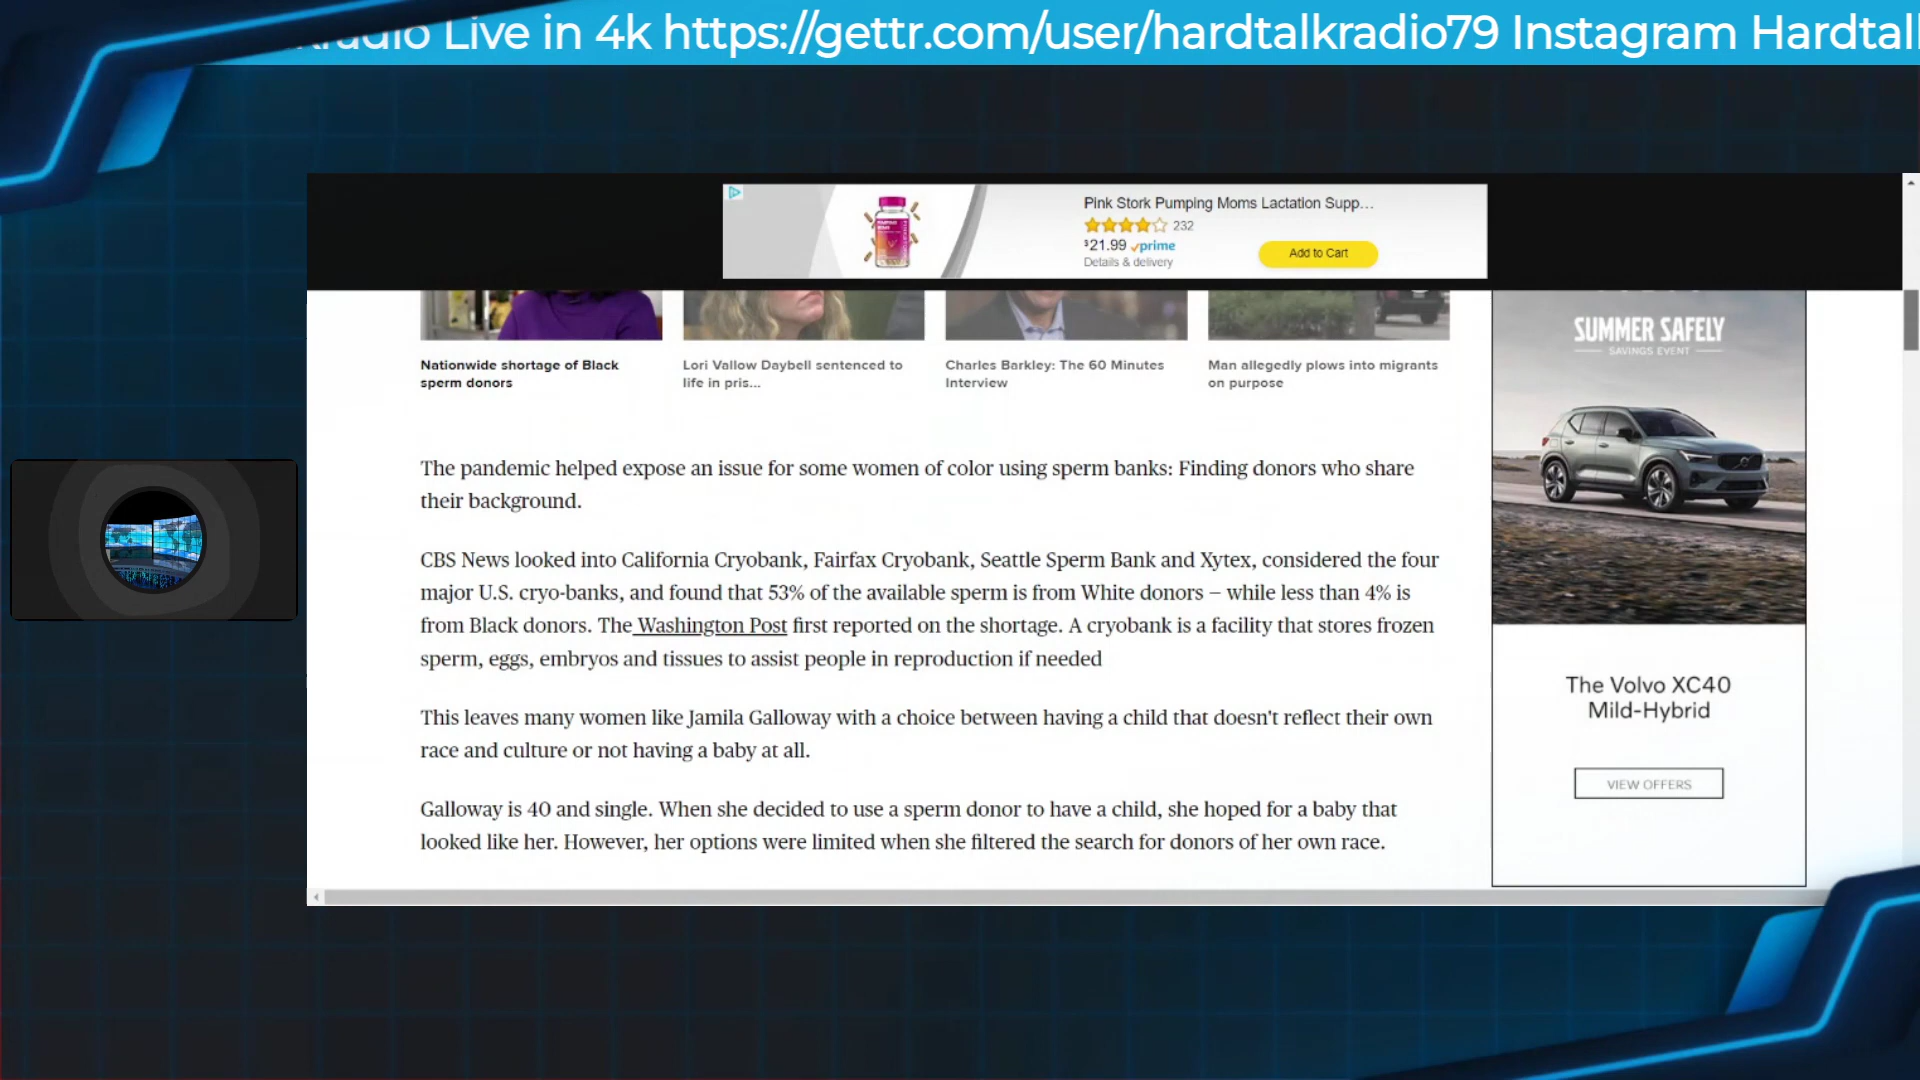 kradio Live in 4k https://gettr.com/user/hardtalkradio79 Instagram Hardtal
Pink Stork Pumping Moms Lactation Supp...
232
$21.99 prime
Details & delivery
Add to Cart
SUMMER SAFELY
SAVINGS EVENT
Nationwide shortage of Black
sperm donors
Lori Vallow Daybell sentenced to
life in pris...
Charles Barkley: The 60 Minutes
Interview
Man allegedly plows into migrants
on purpose
The pandemic helped expose an issue for some women of color using sperm banks: Finding donors who share
their background.
CBS News looked into California Cryobank, Fairfax Cryobank, Seattle Sperm Bank and Xytex, considered the four
major U.S. cryo-banks, and found that 53% of the available sperm is from White donors – while less than 4% is
from Black donors. The Washington Post first reported on the shortage. A cryobank is a facility that stores frozen
sperm, eggs, embryos and tissues to assist people in reproduction if needed
This leaves many women like Jamila Galloway with a choice between having a child that doesn't reflect their own
race and culture or not having a baby at all.
Galloway is 40 and single. When she decided to use a sperm donor to have a child, she hoped for a baby that
looked like her. However, her options were limited when she filtered the search for donors of her own race.
The Volvo XC40
Mild-Hybrid
VIEW OFFERS